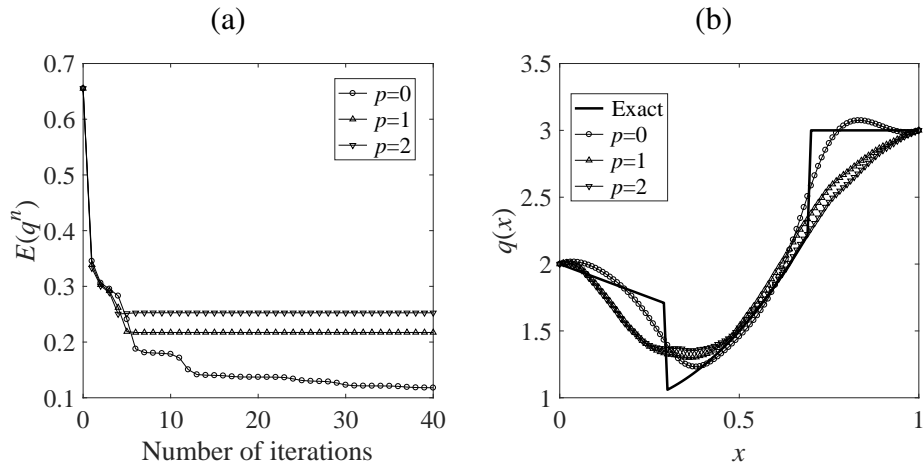 (a)
0.7
0.6
0.5
0.4
0.3
0.2
0.1
0 10 20 30 40
E(qⁿ)
Number of iterations
p=0
p=1
p=2
(b)
3.5
3
2.5
2
1.5
1
0 0.5 1
q(x)
x
Exact
p=0
p=1
p=2